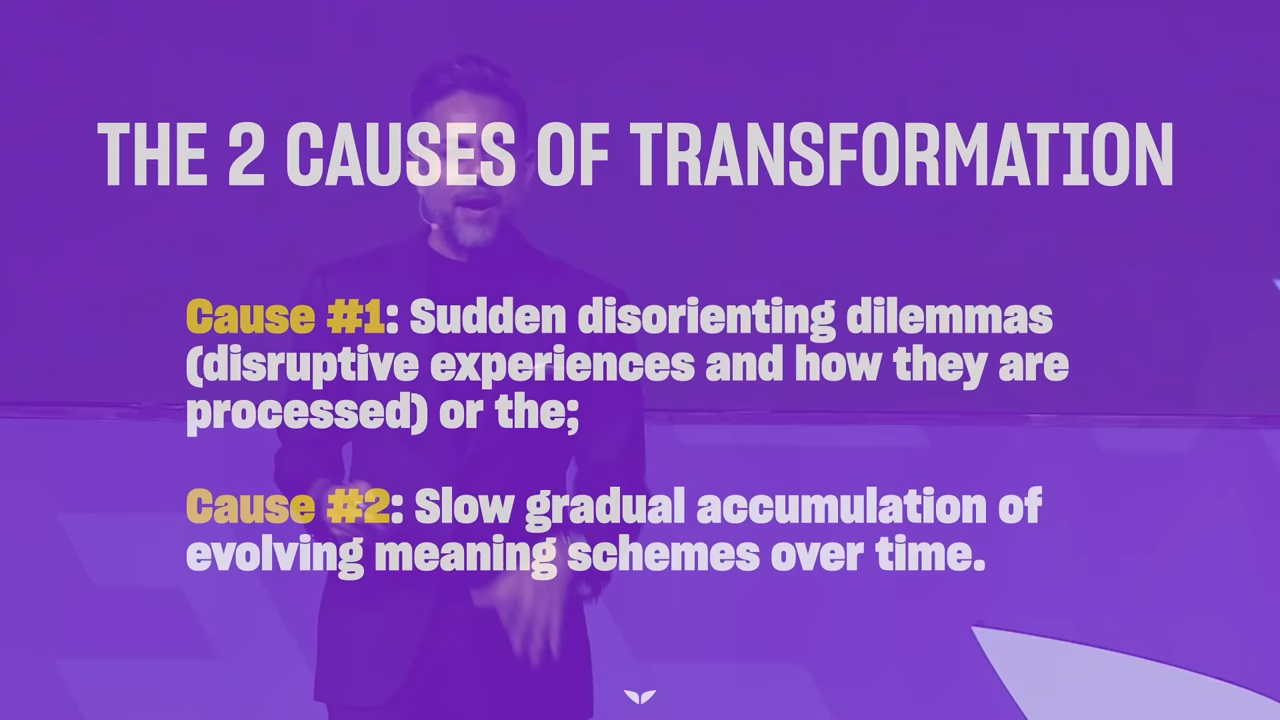 THE 2 CAUSES OF TRANSFORMATION
Cause #1: Sudden disorienting dilemmas
(disruptive experiences and how they are
processed) or the;
Cause #2: Slow gradual accumulation of
evolving meaning schemes over time.